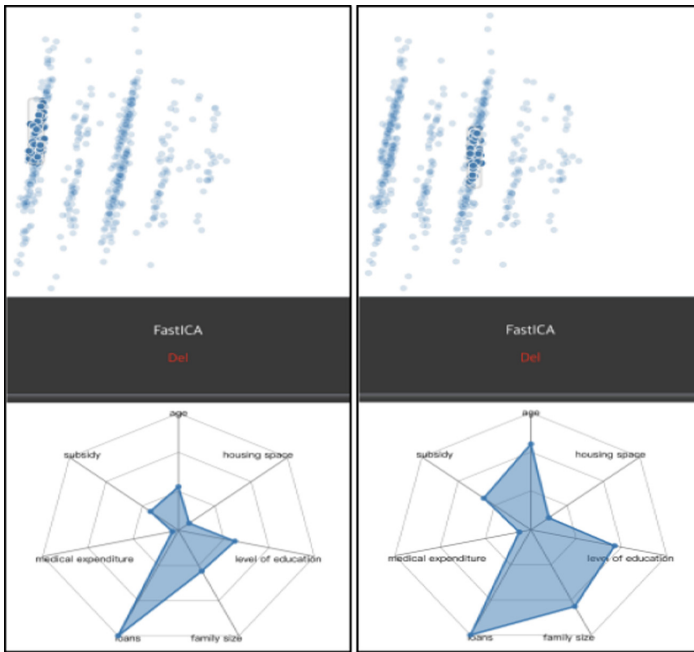 FastICA
Del
age
subsidy
housing space
medical expenditure
level of education
loans
family size
FastICA
Del
age
subsidy
housing space
medical expenditure
level of education
loans
family size